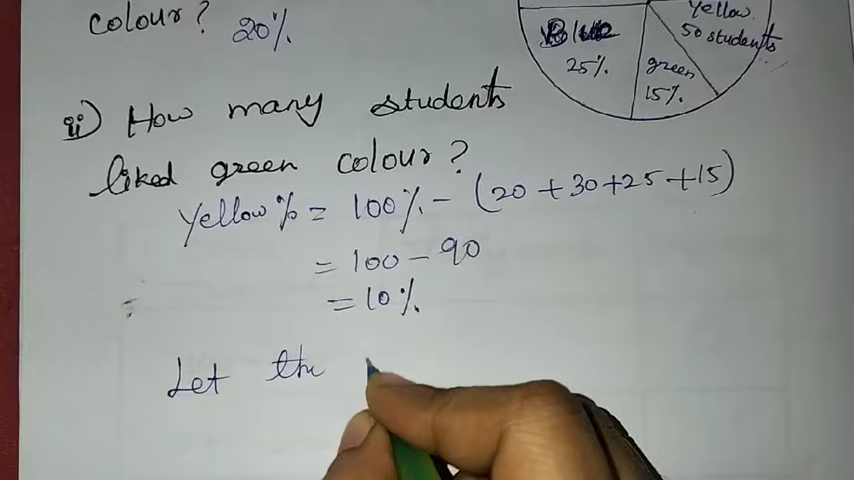 colour? 20%
Yellow
50 students
Blue
25%
green
15%
ii) How many students
liked green colour?
Yellow% = 100% - (20 + 30 + 25 + 15)
= 100 - 90
= 10%
Let the